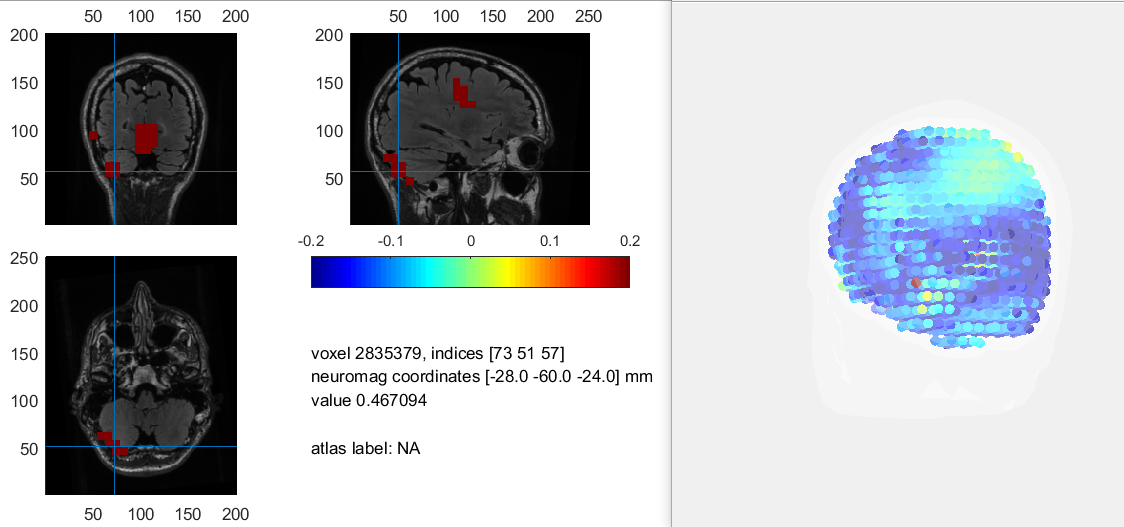 50 100 150 200
50 100 150 200 250
200
150
100
50
200
150
100
50
-0.2 -0.1 0 0.1 0.2
250
200
150
100
50
50 100 150 200
voxel 2835379, indices [73 51 57]
neuromag coordinates [-28.0 -60.0 -24.0] mm
value 0.467094
atlas label: NA